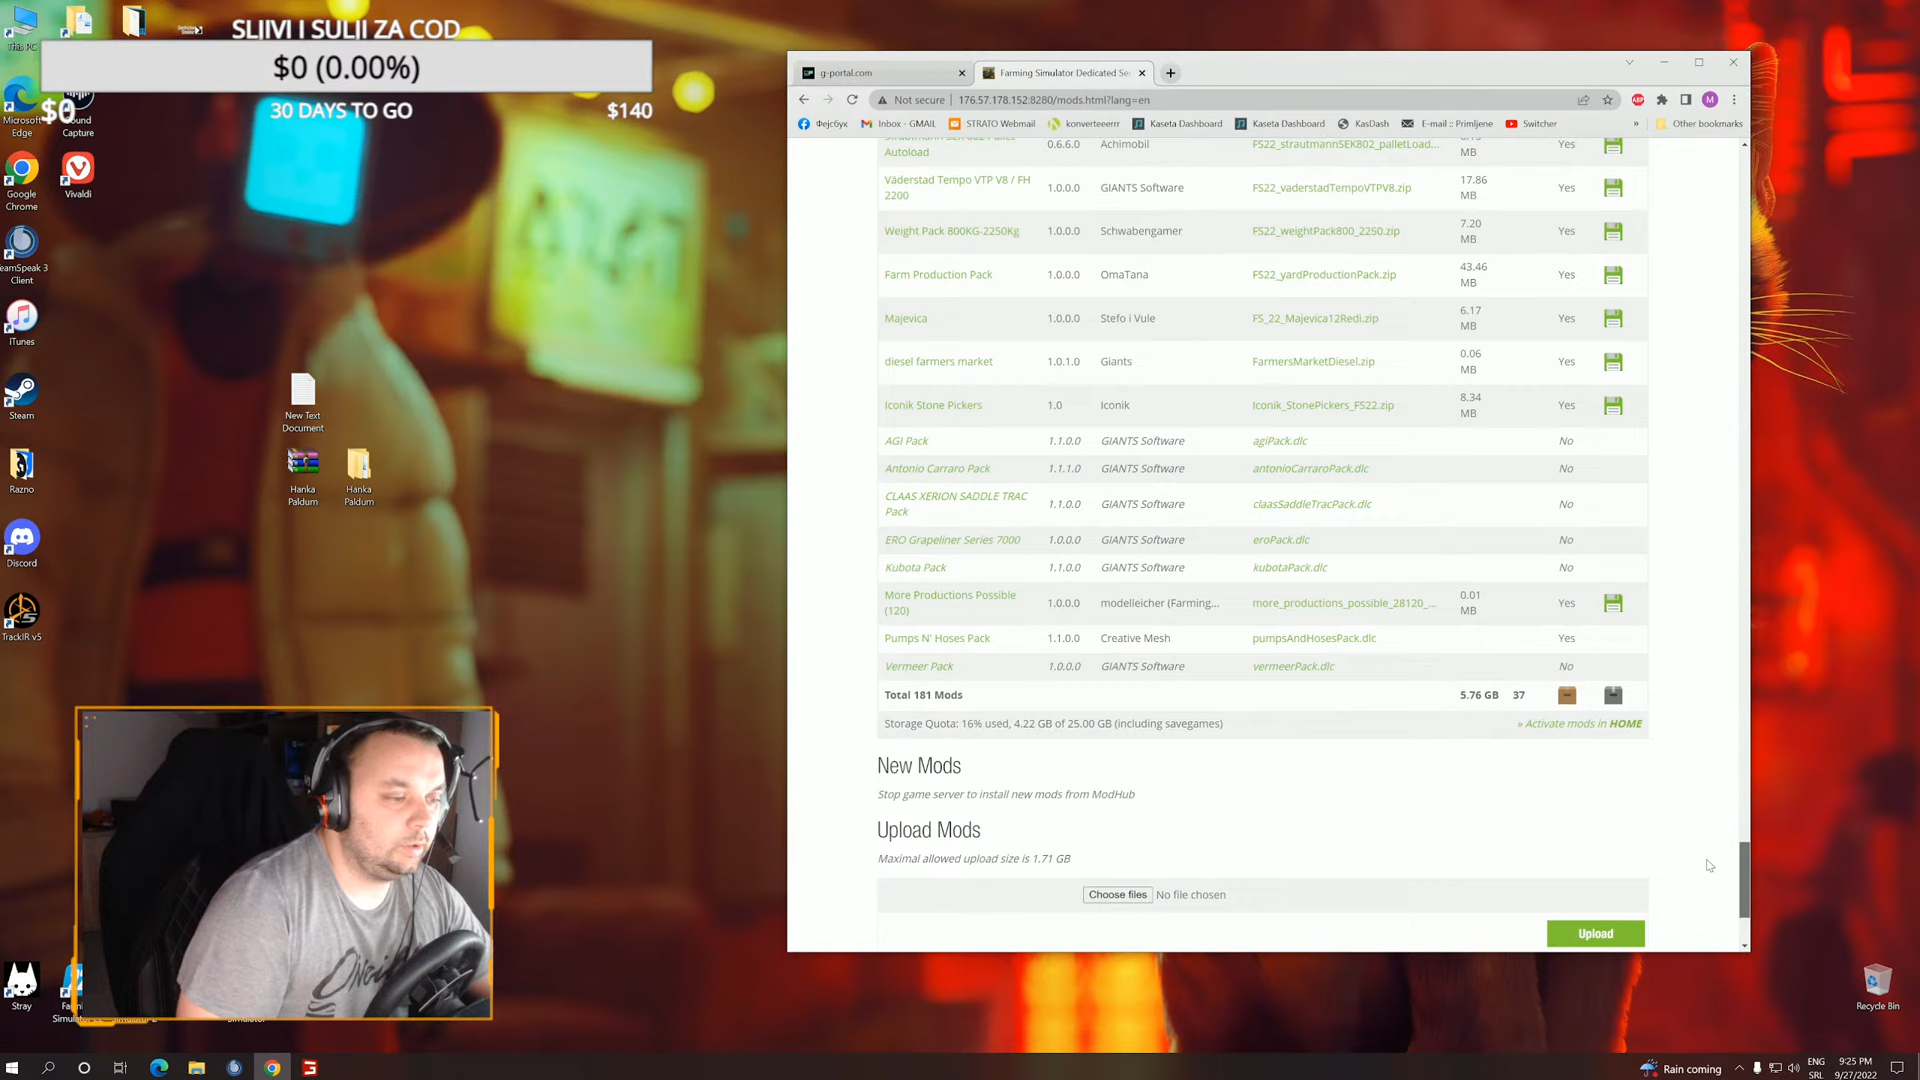 SLJIVI I SULJI ZA COD
$0 (0.00%)
$0
30 DAYS TO GO
$140
This PC
Microsoft Edge
Sound Capture
Google Chrome
Vivaldi
TeamSpeak 3 Client
iTunes
Steam
Razno
Discord
TrackIR v5
Stray
New Text Document
Hanka Paldum
Hanka Paldum
Recycle Bin
g-portal.com
Farming Simulator Dedicated Se
Not secure
176.57.178.152:8280/mods.html?lang=en
Фејсбук
Inbox - GMAIL
STRATO Webmail
konverteeerrr
Kaseta Dashboard
Kaseta Dashboard
KasDash
E-mail :: Primljene
Switcher
»
Other bookmarks
Autoload 0.6.6.0 Achimobil FS22_strautmannSEK802_palletLoad... MB Yes
Väderstad Tempo VTP V8 / FH 2200 1.0.0.0 GIANTS Software FS22_vaderstadTempoVTPV8.zip 17.86 MB Yes
Weight Pack 800KG-2250Kg 1.0.0.0 Schwabengamer FS22_weightPack800_2250.zip 7.20 MB Yes
Farm Production Pack 1.0.0.0 OmaTana FS22_yardProductionPack.zip 43.46 MB Yes
Majevica 1.0.0.0 Stefo i Vule FS_22_Majevica12Redi.zip 6.17 MB Yes
diesel farmers market 1.0.1.0 Giants FarmersMarketDiesel.zip 0.06 MB Yes
Iconik Stone Pickers 1.0 Iconik Iconik_StonePickers_FS22.zip 8.34 MB Yes
AGI Pack 1.1.0.0 GIANTS Software agiPack.dlc No
Antonio Carraro Pack 1.1.1.0 GIANTS Software antonioCarraroPack.dlc No
CLAAS XERION SADDLE TRAC Pack 1.1.0.0 GIANTS Software claasSaddleTracPack.dlc No
ERO Grapeliner Series 7000 1.0.0.0 GIANTS Software eroPack.dlc No
Kubota Pack 1.1.0.0 GIANTS Software kubotaPack.dlc No
More Productions Possible (120) 1.0.0.0 modelleicher (Farming... more_productions_possible_28120_... 0.01 MB Yes
Pumps N' Hoses Pack 1.1.0.0 Creative Mesh pumpsAndHosesPack.dlc Yes
Vermeer Pack 1.0.0.0 GIANTS Software vermeerPack.dlc No
Total 181 Mods 5.76 GB 37
Storage Quota: 16% used, 4.22 GB of 25.00 GB (including savegames)
» Activate mods in HOME
New Mods
Stop game server to install new mods from ModHub
Upload Mods
Maximal allowed upload size is 1.71 GB
Choose files No file chosen
Upload
Rain coming
ENG
SRL
9:25 PM
9/27/2022